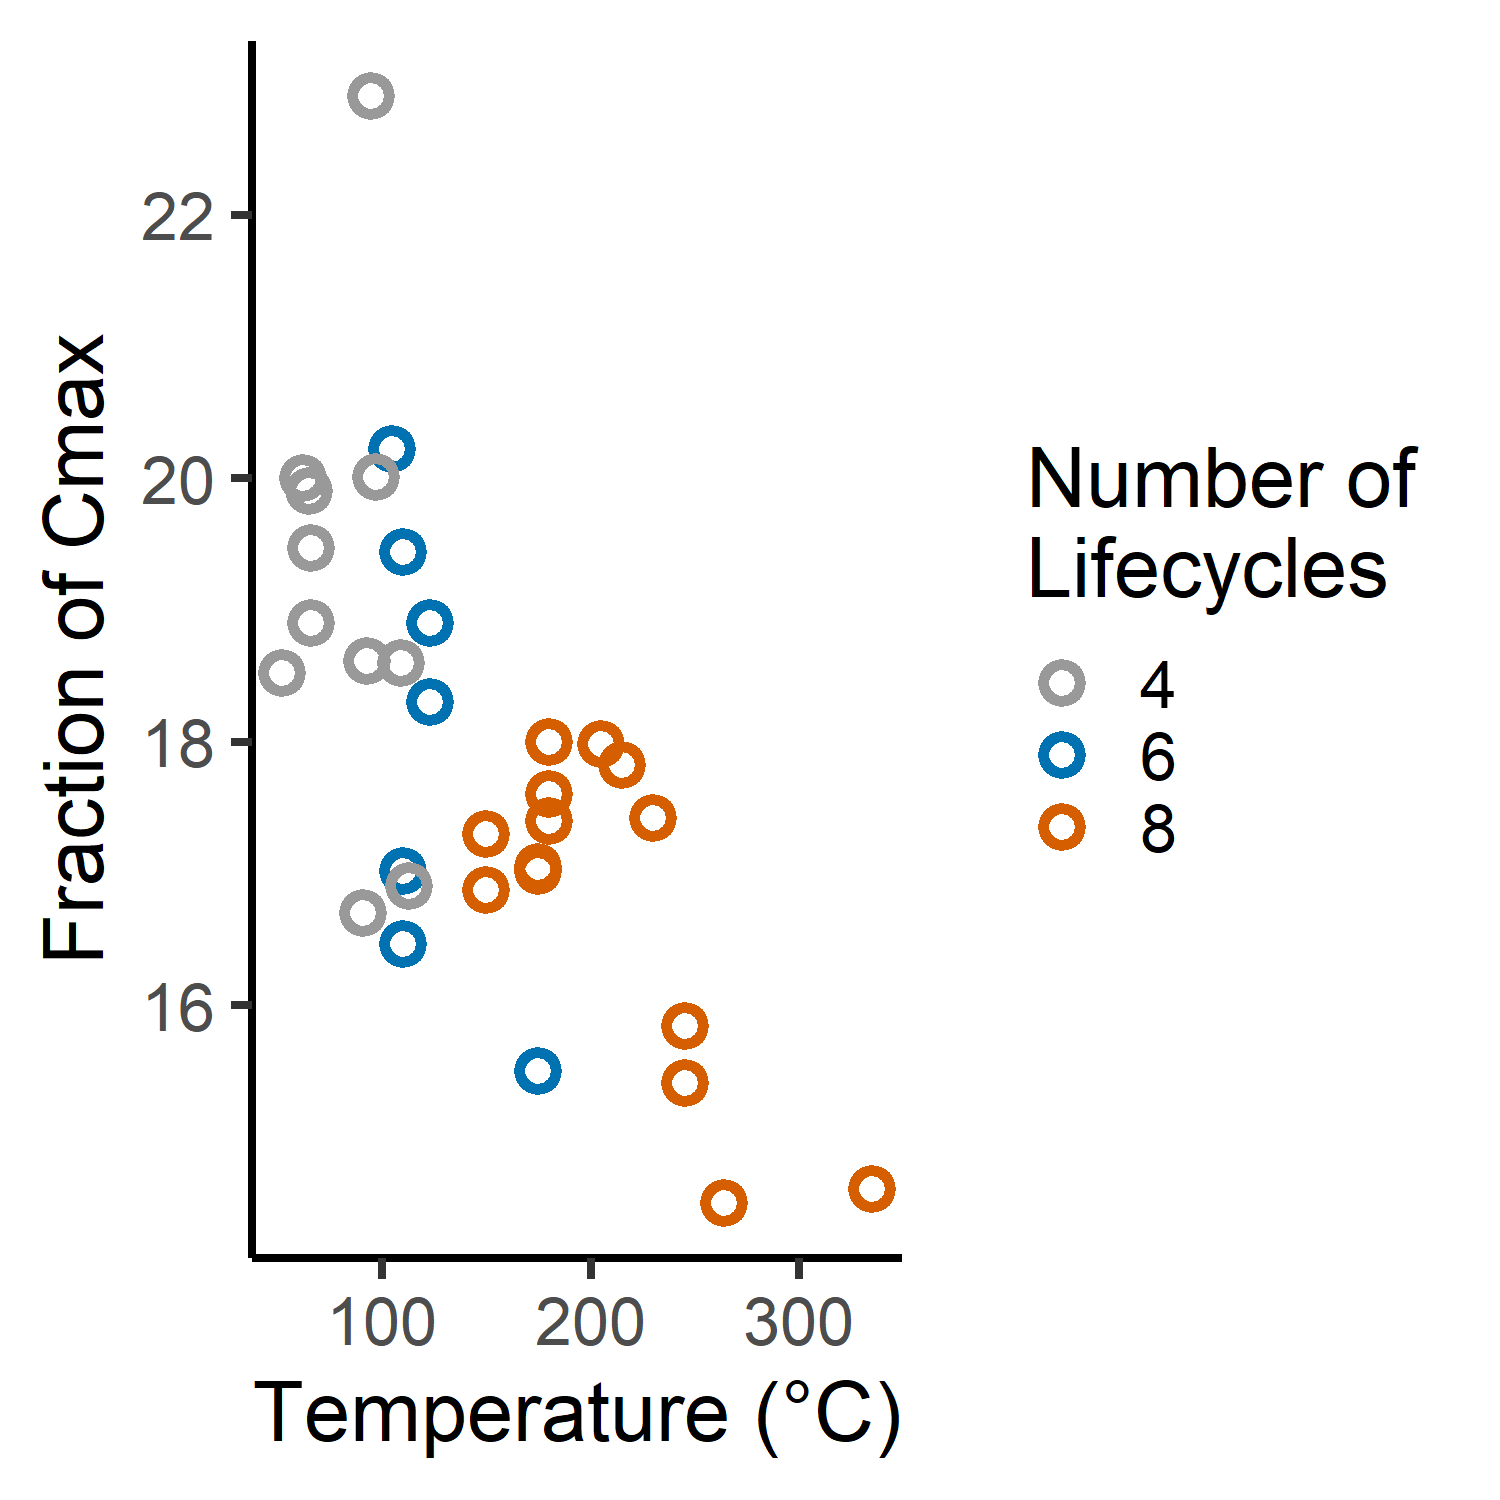 22
20
18
16
Fraction of Cmax
100 200 300
Temperature (°C)
Number of
Lifecycles
4
6
8